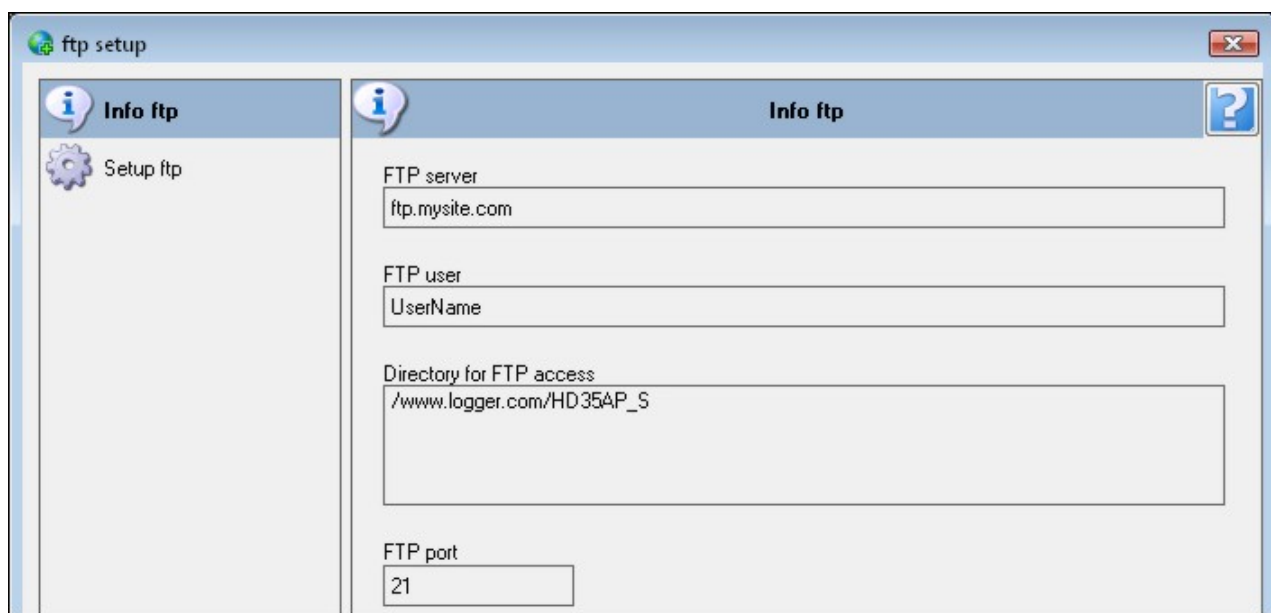 ftp setup
Info ftp
Setup ftp
Info ftp
FTP server
ftp.mysite.com
FTP user
UserName
Directory for FTP access
/www.logger.com/HD35AP_S
FTP port
21